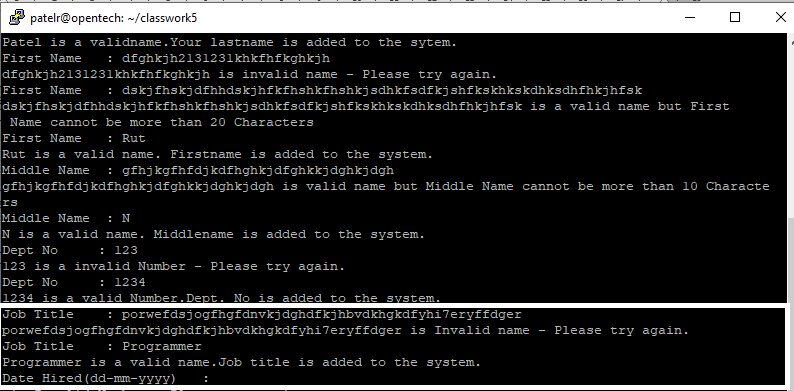 patelr@opentech: ~/classwork5
Patel is a validname.Your lastname is added to the sytem.
First Name   : dfghkjh2131231khkfhfkghkjh
dfghkjh2131231khkfhfkghkjh is invalid name - Please try again.
First Name   : dskjfhskjdfhhdskjhfkfhshkfhshkjsdhkfsdfkjshfkskhkskdhksdhfhkjhfsk
dskjfhskjdfhhdskjhfkfhshkfhshkjsdhkfsdfkjshfkskhkskdhksdhfhkjhfsk is a valid name but First
 Name cannot be more than 20 Characters
First Name   : Rut
Rut is a valid name. Firstname is added to the system.
Middle Name  : gfhjkgfhfdjkdfhghkjdfghkkjdghkjdgh
gfhjkgfhfdjkdfhghkjdfghkkjdghkjdgh is valid name but Middle Name cannot be more than 10 Characte
rs
Middle Name  : N
N is a valid name. Middlename is added to the system.
Dept No      : 123
123 is a invalid Number - Please try again.
Dept No      : 1234
1234 is a valid Number.Dept. No is added to the system.
Job Title    : porwefdsjogfhgfdnvkjdghdfkjhbvdkhgkdfyhi7eryffdger
porwefdsjogfhgfdnvkjdghdfkjhbvdkhgkdfyhi7eryffdger is Invalid name - Please try again.
Job Title    : Programmer
Programmer is a valid name.Job title is added to the system.
Date Hired(dd-mm-yyyy)   :